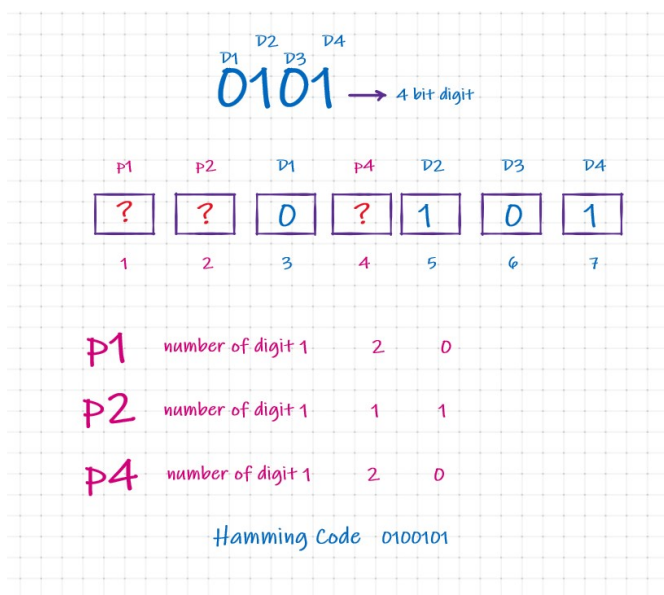 D1 D2 D3 D4
0101 → 4 bit digit
P1 P2 D1 P4 D2 D3 D4
? ? 0 ? 1 0 1
1 2 3 4 5 6 7
P1 number of digit 1 2 0
P2 number of digit 1 1 1
P4 number of digit 1 2 0
Hamming Code 0100101